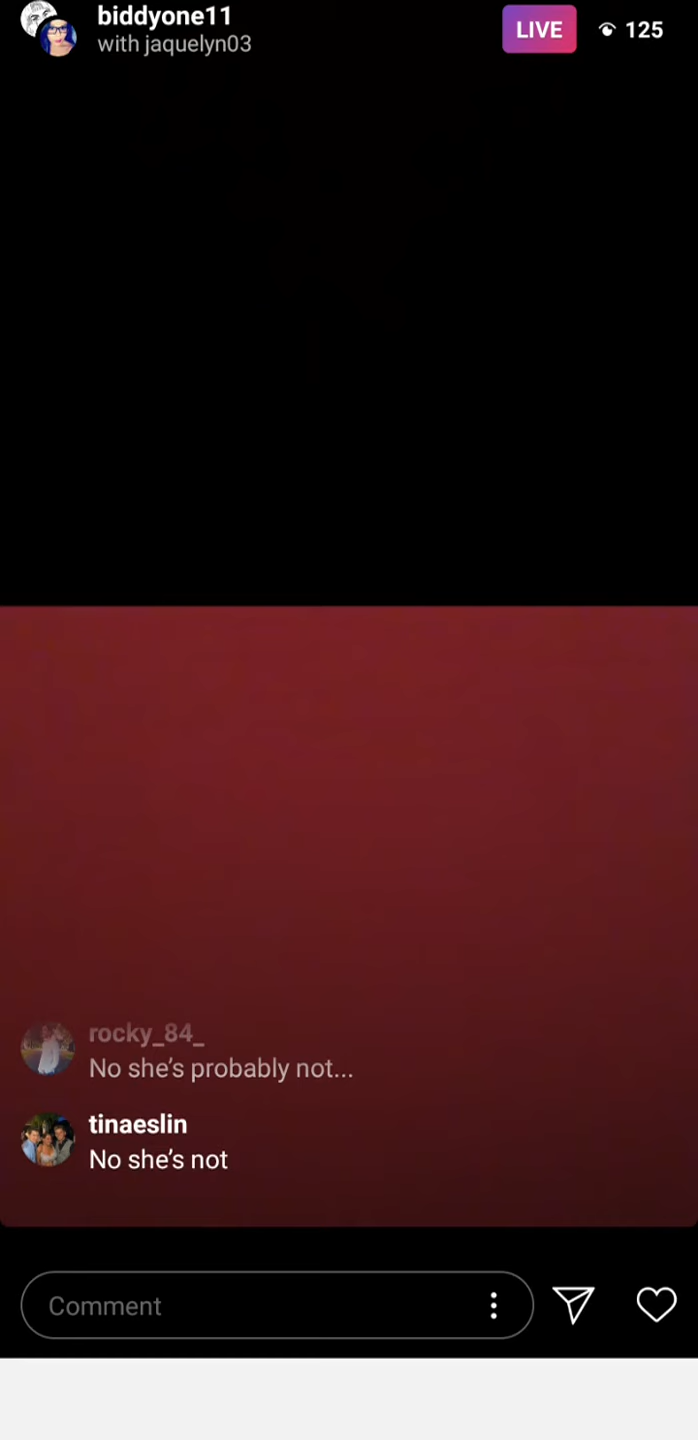 biddyone11
with jaquelyn03
LIVE
125
rocky_84_
No she’s probably not...
tinaeslin
No she’s not
Comment